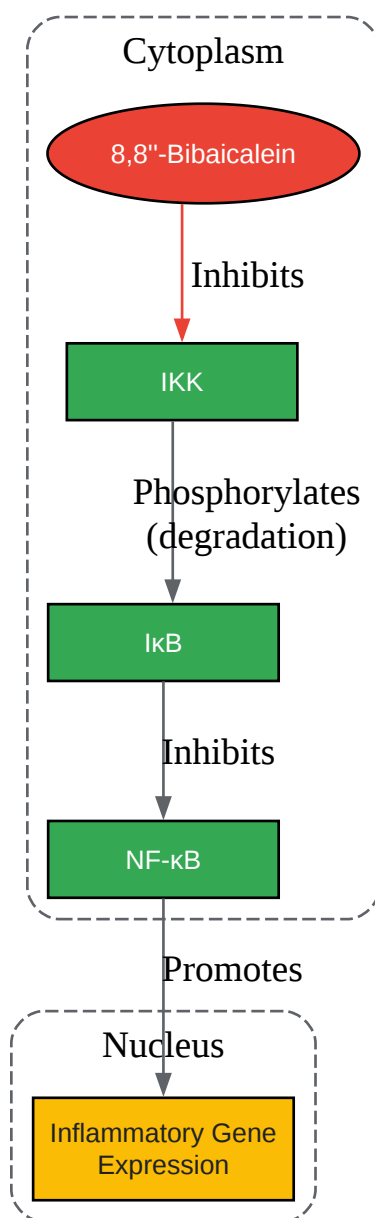 Cytoplasm
8,8''-Bibaicalein
Inhibits
IKK
Phosphorylates
(degradation)
IκB
Inhibits
NF-κB
Promotes
Nucleus
Inflammatory Gene
Expression